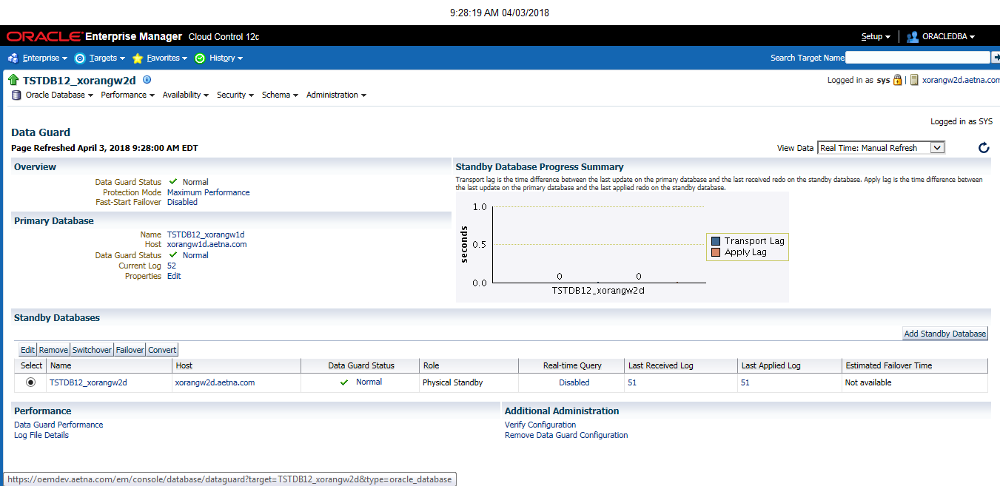 9:28:19 AM 04/03/2018
ORACLE Enterprise Manager Cloud Control 12c
Setup ORACLEDBA
Enterprise Targets Favorites History Search Target Name
TSTDB12_xorangw2d
Logged in as sys xorangw2d.aetna.com
Oracle Database Performance Availability Security Schema Administration
Logged in as SYS
Data Guard
Page Refreshed April 3, 2018 9:28:00 AM EDT
View Data Real Time: Manual Refresh
Overview
Data Guard Status Normal
Protection Mode Maximum Performance
Fast-Start Failover Disabled
Primary Database
Name TSTDB12_xorangw1d
Host xorangw1d.aetna.com
Data Guard Status Normal
Current Log 52
Properties Edit
Standby Database Progress Summary
Transport lag is the time difference between the last update on the primary database and the last received redo on the standby database. Apply lag is the time difference between
the last update on the primary database and the last applied redo on the standby database.
1.0
0.5
0.0
seconds
0 0
TSTDB12_xorangw2d
Transport Lag
Apply Lag
Standby Databases
Add Standby Database
Edit Remove Switchover Failover Convert
Select Name Host Data Guard Status Role Real-time Query Last Received Log Last Applied Log Estimated Failover Time
TSTDB12_xorangw2d xorangw2d.aetna.com Normal Physical Standby Disabled 51 51 Not available
Performance
Data Guard Performance
Log File Details
Additional Administration
Verify Configuration
Remove Data Guard Configuration
https://oemdev.aetna.com/em/console/database/dataguard?target=TSTDB12_xorangw2d&type=oracle_database